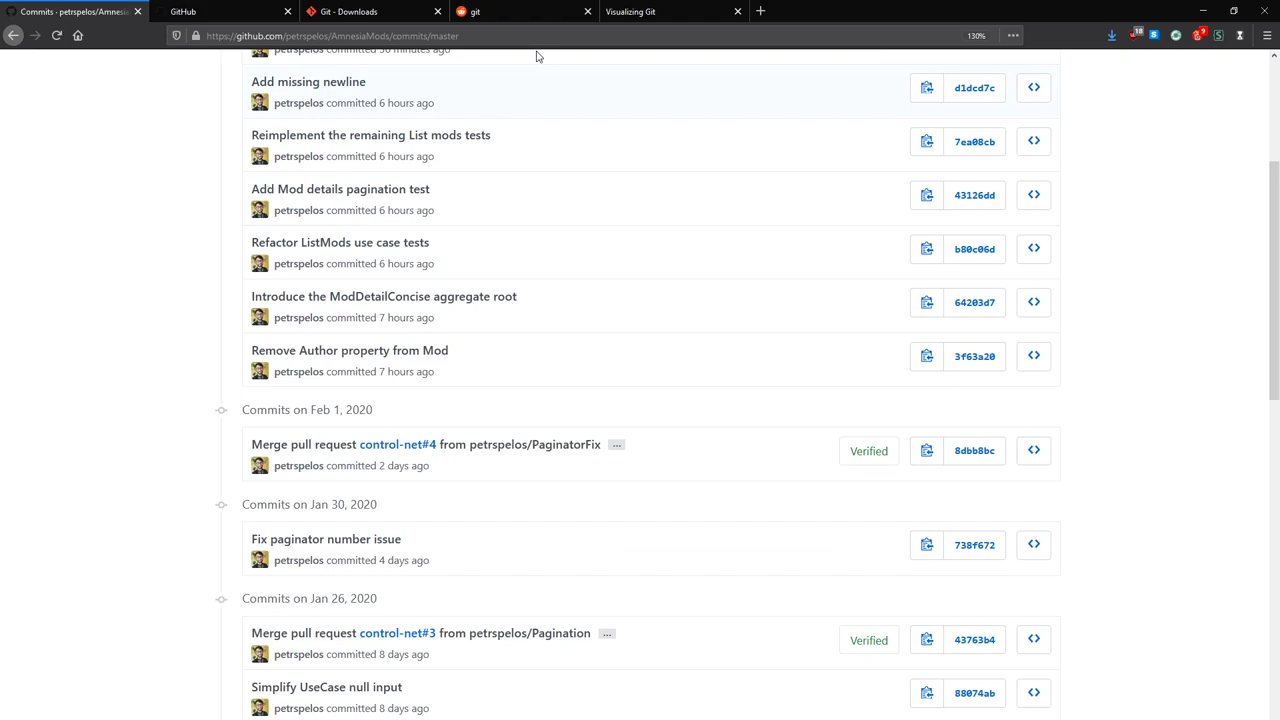 Commits - petrspelos/Amnesia
GitHub
Git - Downloads
git
Visualizing Git
https://github.com/petrspelos/AmnesiaMods/commits/master
130%
18
9
petrspelos committed 30 minutes ago
Add missing newline
petrspelos committed 6 hours ago
d1dcd7c
Reimplement the remaining List mods tests
petrspelos committed 6 hours ago
7ea08cb
Add Mod details pagination test
petrspelos committed 6 hours ago
43126dd
Refactor ListMods use case tests
petrspelos committed 6 hours ago
b80c06d
Introduce the ModDetailConcise aggregate root
petrspelos committed 7 hours ago
64203d7
Remove Author property from Mod
petrspelos committed 7 hours ago
3f63a20
Commits on Feb 1, 2020
Merge pull request control-net#4 from petrspelos/PaginatorFix …
petrspelos committed 2 days ago
Verified
8dbb8bc
Commits on Jan 30, 2020
Fix paginator number issue
petrspelos committed 4 days ago
738f672
Commits on Jan 26, 2020
Merge pull request control-net#3 from petrspelos/Pagination …
petrspelos committed 8 days ago
Verified
43763b4
Simplify UseCase null input
petrspelos committed 8 days ago
88074ab